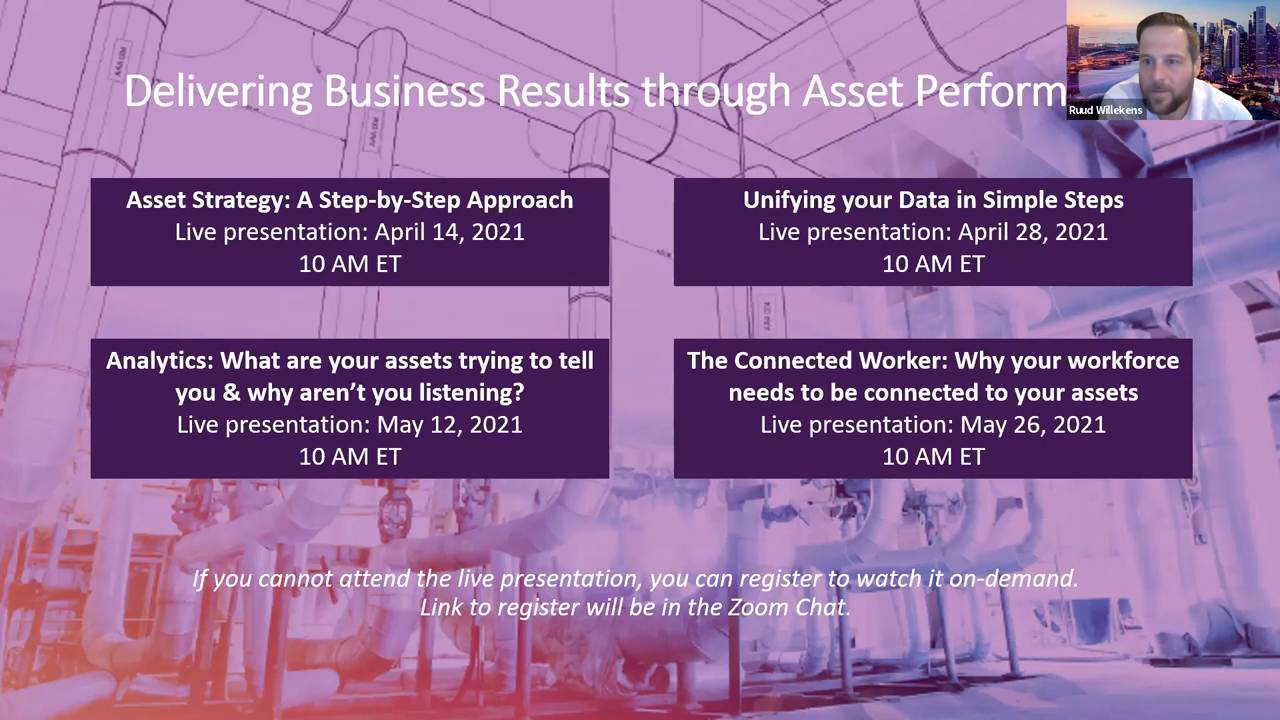 Delivering Business Results through Asset Perform
Ruud Willekens
Asset Strategy: A Step-by-Step Approach
Live presentation: April 14, 2021
10 AM ET
Unifying your Data in Simple Steps
Live presentation: April 28, 2021
10 AM ET
Analytics: What are your assets trying to tell
you & why aren’t you listening?
Live presentation: May 12, 2021
10 AM ET
The Connected Worker: Why your workforce
needs to be connected to your assets
Live presentation: May 26, 2021
10 AM ET
If you cannot attend the live presentation, you can register to watch it on-demand.
Link to register will be in the Zoom Chat.